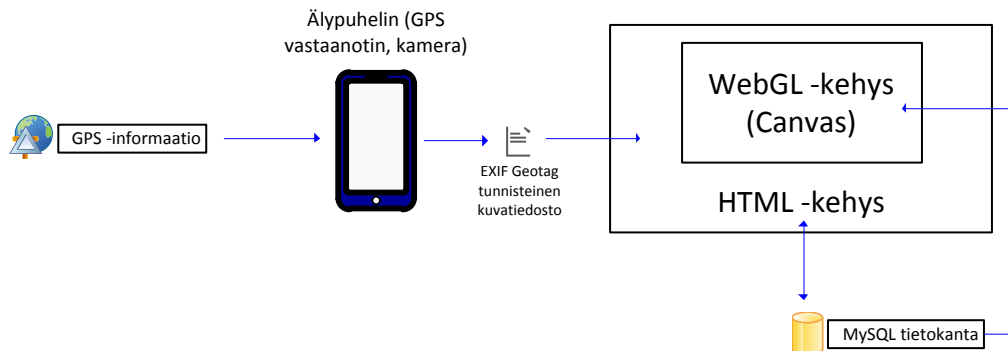 Älypuhelin (GPS
vastaanotin, kamera)
GPS -informaatio
EXIF Geotag
tunnisteinen
kuvatiedosto
WebGL -kehys
(Canvas)
HTML -kehys
MySQL tietokanta